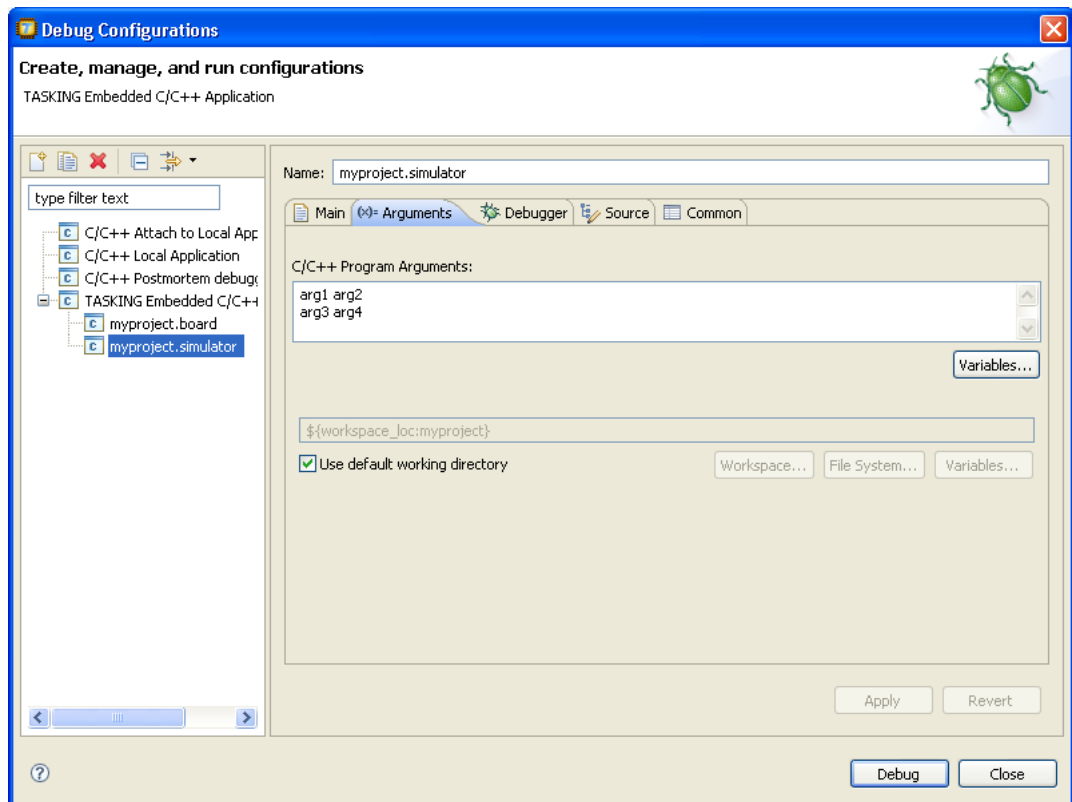 Debug Configurations
Create, manage, and run configurations
TASKING Embedded C/C++ Application
type filter text
C/C++ Attach to Local App
C/C++ Local Application
C/C++ Postmortem debugg
TASKING Embedded C/C++
myproject.board
myproject.simulator
Name: myproject.simulator
Main (x)= Arguments Debugger Source Common
C/C++ Program Arguments:
arg1 arg2
arg3 arg4
Variables...
${workspace_loc:myproject}
Use default working directory
Workspace... File System... Variables...
Apply Revert
Debug Close